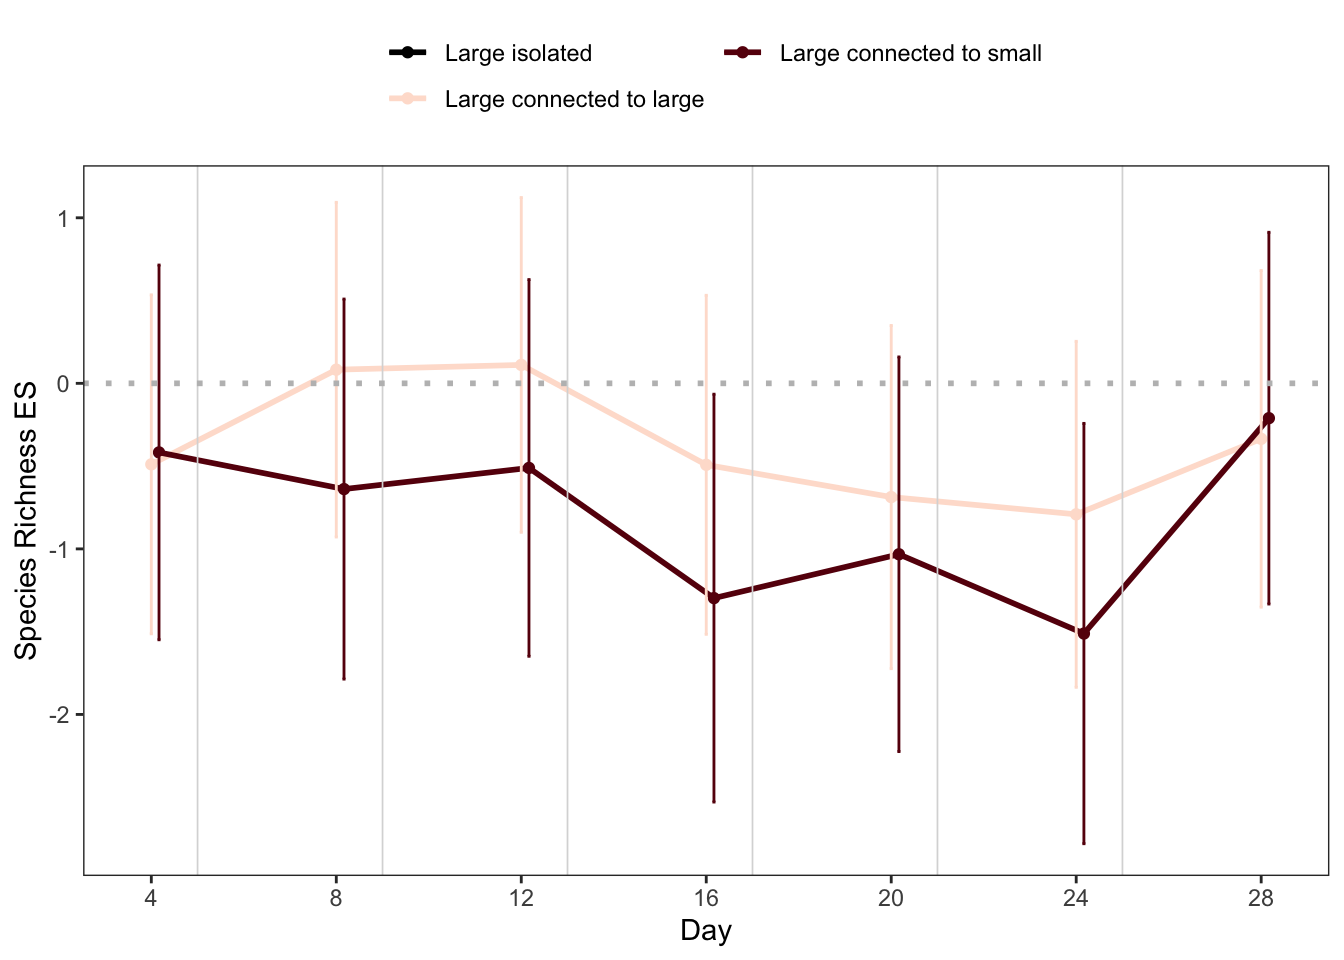 Large isolated
Large connected to small
Large connected to large
1
0
-1
-2
Species Richness ES
4 8 12 16 20 24 28
Day